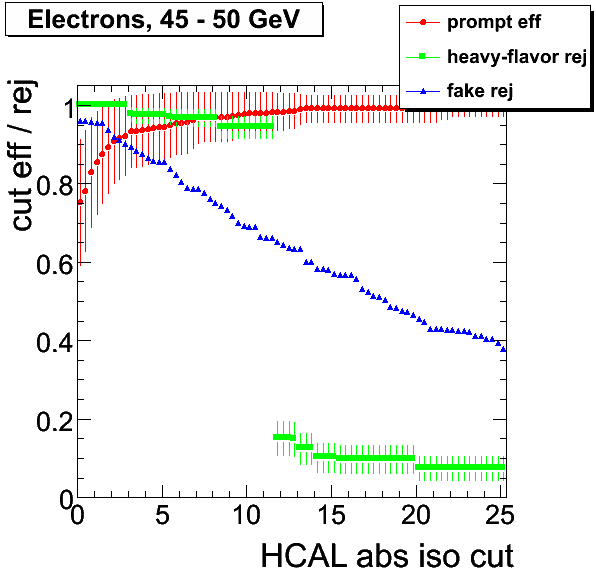 Electrons, 45 - 50 GeV
prompt eff
heavy-flavor rej
fake rej
cut eff / rej
1
0.8
0.6
0.4
0.2
0
0 5 10 15 20 25
HCAL abs iso cut